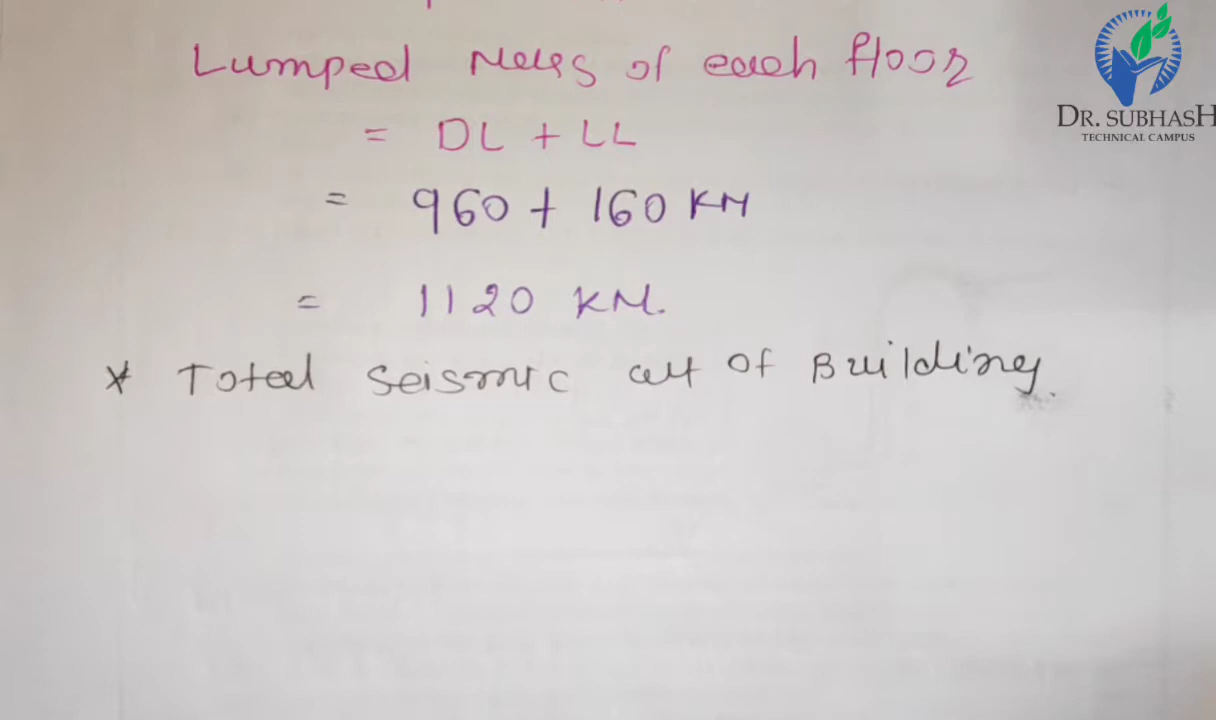 Lumped Mass of each floor
= DL + LL
= 960 + 160 KN
= 1120 KN.
* Total seismic wt of Building.
DR. SUBHASH
TECHNICAL CAMPUS